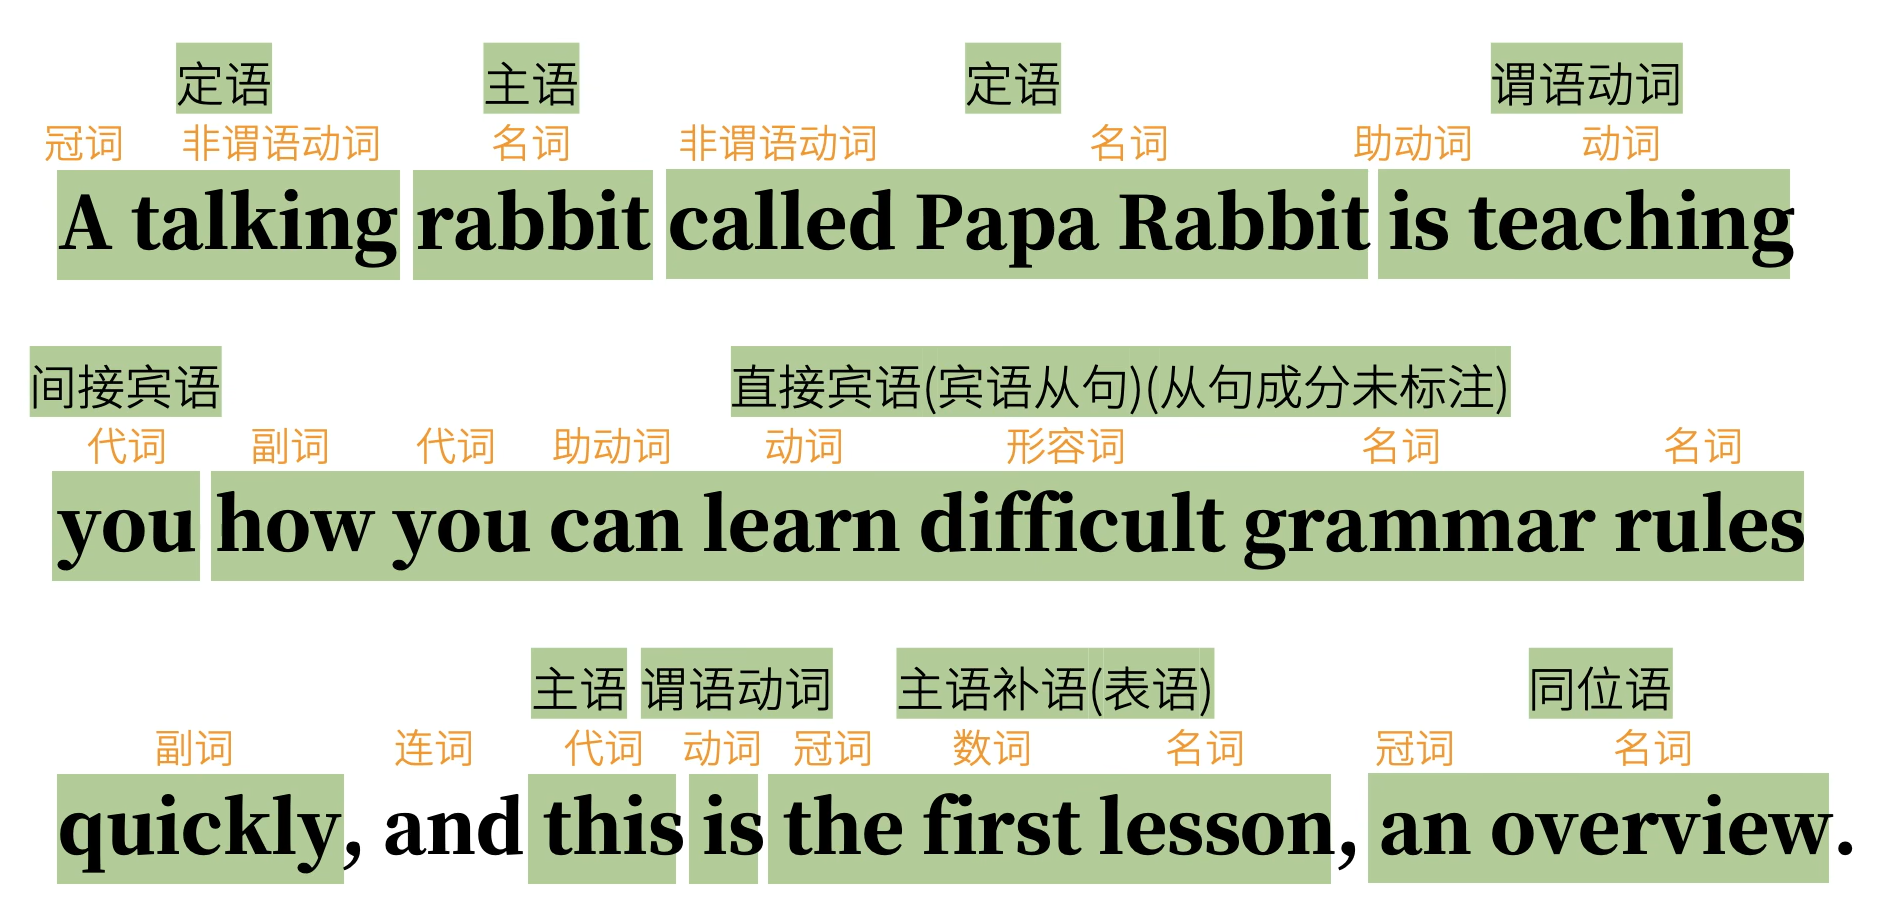 定语 主语 定语 谓语动词
冠词 非谓语动词 名词 非谓语动词 名词 助动词 动词
A talking rabbit called Papa Rabbit is teaching
间接宾语 直接宾语(宾语从句)(从句成分未标注)
代词 副词 代词 助动词 动词 形容词 名词 名词
you how you can learn difficult grammar rules
主语 谓语动词 主语补语(表语) 同位语
副词 连词 代词 动词 冠词 数词 名词 冠词 名词
quickly, and this is the first lesson, an overview.